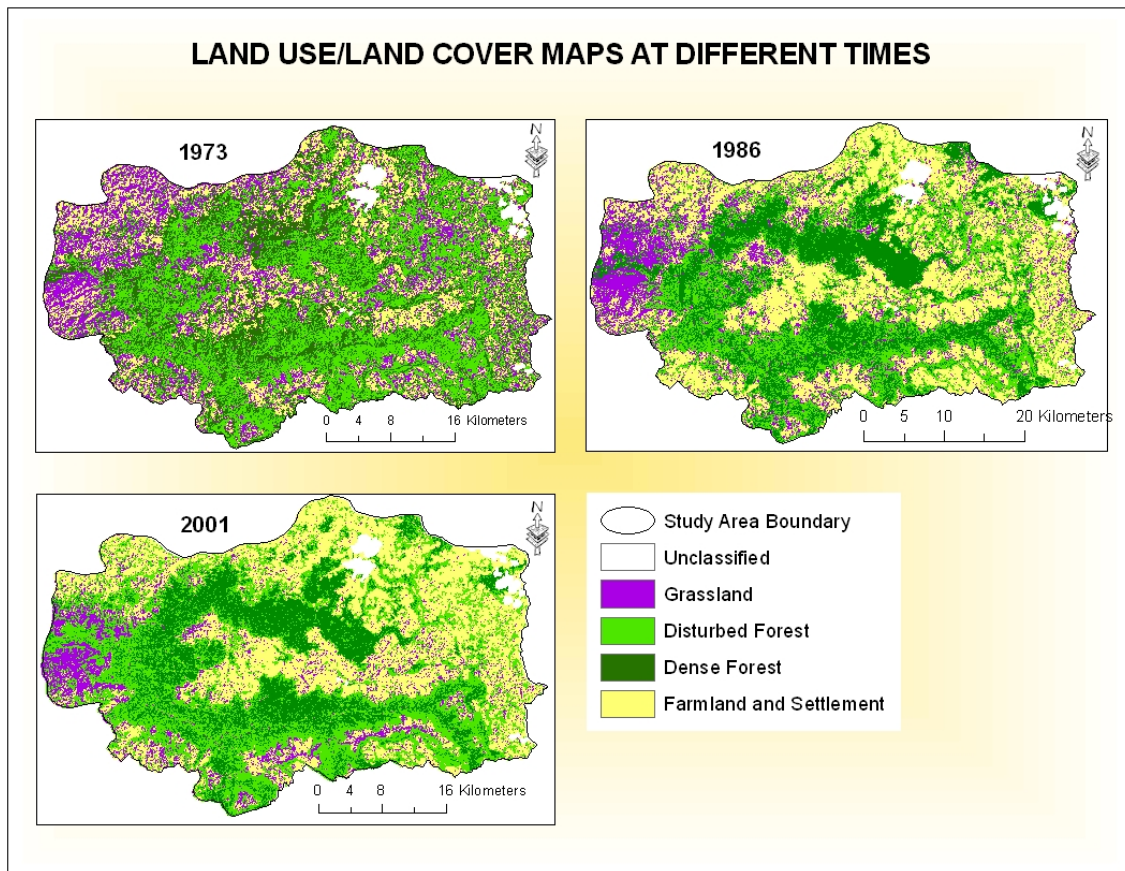 LAND USE/LAND COVER MAPS AT DIFFERENT TIMES
1973
N
0 4 8 16 Kilometers
1986
N
0 5 10 20 Kilometers
2001
N
0 4 8 16 Kilometers
Study Area Boundary
Unclassified
Grassland
Disturbed Forest
Dense Forest
Farmland and Settlement